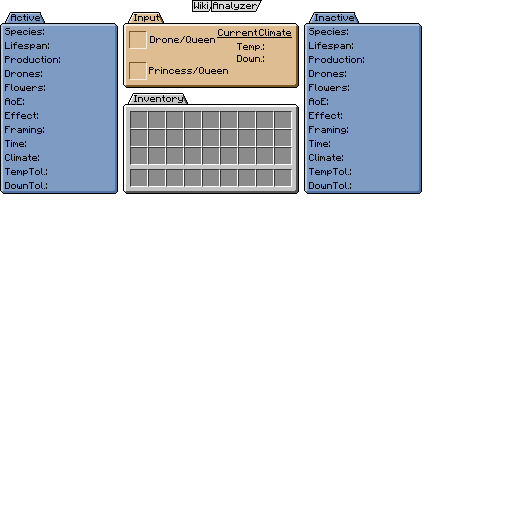 Wiki Analyzer
Active
Species:
Lifespan:
Production:
Drones:
Flowers:
AoE:
Effect:
Framing:
Time:
Climate:
TempTol:
DownTol:
Input
Drone/Queen
Princess/Queen
CurrentClimate
Temp:
Down:
Inventory
Inactive
Species:
Lifespan:
Production:
Drones:
Flowers:
AoE:
Effect:
Framing:
Time:
Climate:
TempTol:
DownTol: